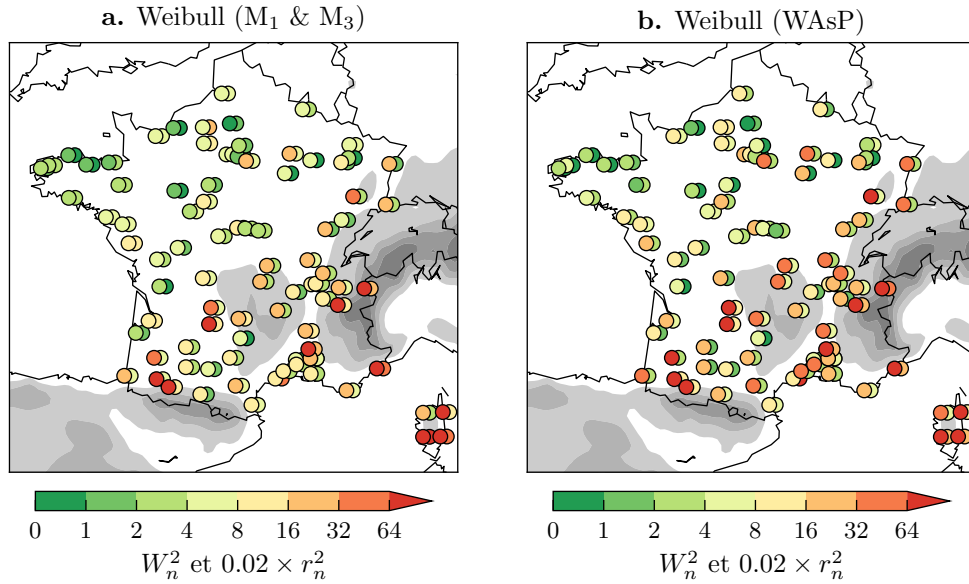 a. Weibull (M₁ & M₃)
b. Weibull (WAsP)
0 1 2 4 8 16 32 64
0 1 2 4 8 16 32 64
W²ₙ et 0.02 × r²ₙ
W²ₙ et 0.02 × r²ₙ